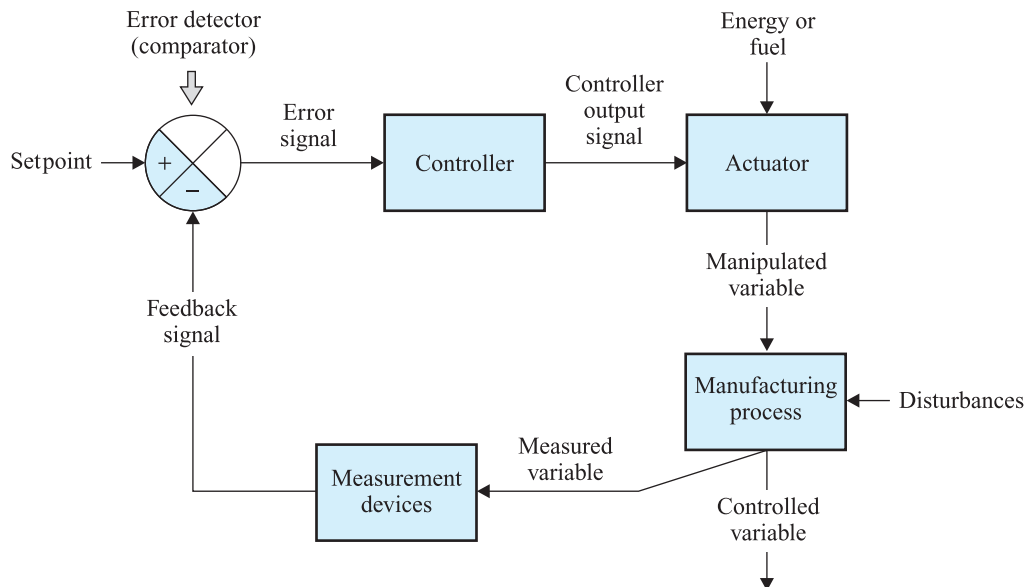 Error detector
(comparator)
Energy or
fuel
Setpoint
+
−
Error
signal
Controller
Controller
output
signal
Actuator
Manipulated
variable
Feedback
signal
Manufacturing
process
Disturbances
Measured
variable
Measurement
devices
Controlled
variable